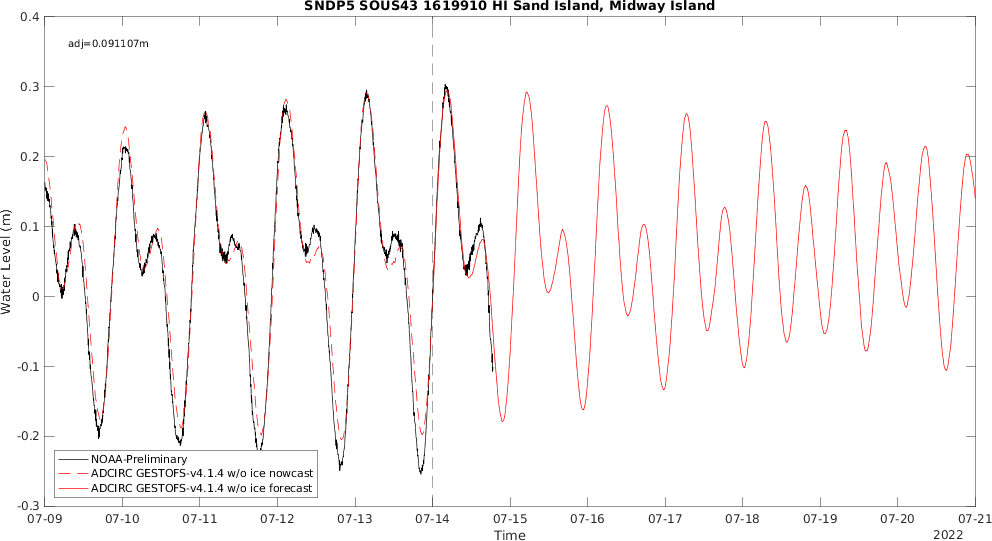 SNDP5 SOUS43 1619910 HI Sand Island, Midway Island
0.4
adj=0.091107m
0.3
0.2
0.1
0
-0.1
-0.2
-0.3
Water Level (m)
NOAA-Preliminary
ADCIRC GESTOFS-v4.1.4 w/o ice nowcast
ADCIRC GESTOFS-v4.1.4 w/o ice forecast
07-09 07-10 07-11 07-12 07-13 07-14 07-15 07-16 07-17 07-18 07-19 07-20 07-21
Time
2022